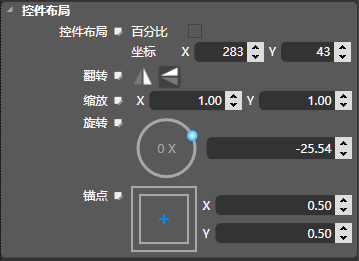 控件布局
控件布局 百分比
坐标 X 283 Y 43
翻转
缩放 X 1.00 Y 1.00
旋转
0 X -25.54
锚点
X 0.50
Y 0.50